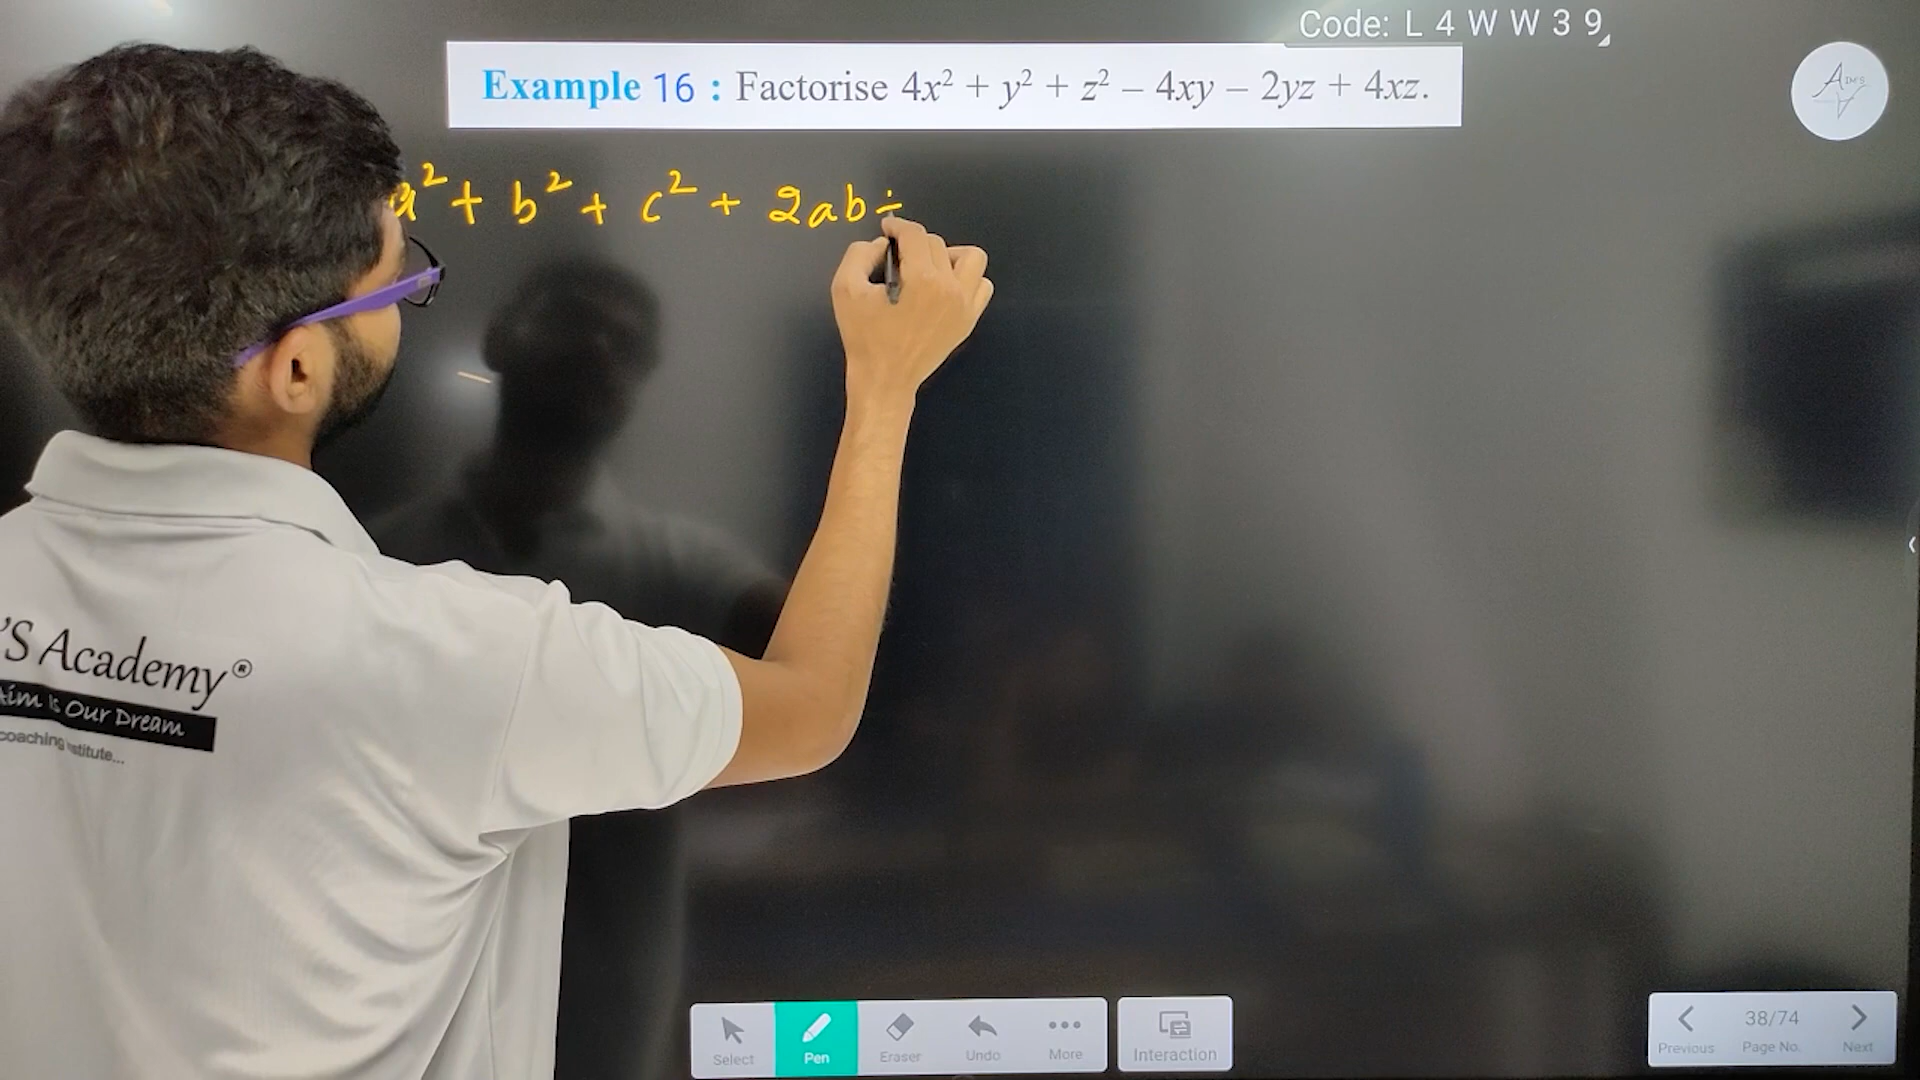 Code: L 4 W W 3 9
Example 16 : Factorise 4x² + y² + z² – 4xy – 2yz + 4xz.
AIM'S
a² + b² + c² + 2ab +
'S Academy®
Aim Is Our Dream
coaching
Select
Pen
Eraser
Undo
More
Interaction
Previous
38/74
Page No.
Next